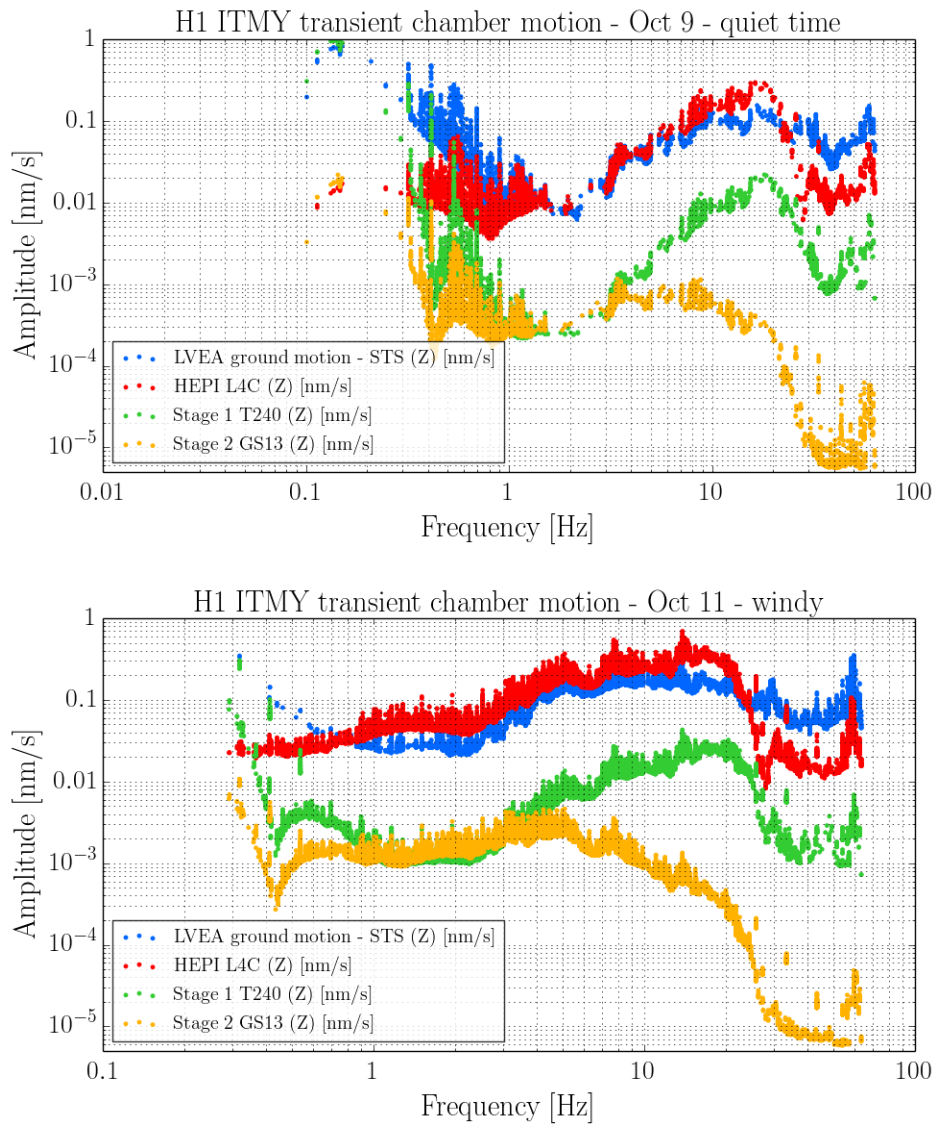 H1 ITMY transient chamber motion - Oct 9 - quiet time
1
0.1
0.01
10⁻³
10⁻⁴
10⁻⁵
Amplitude [nm/s]
LVEA ground motion - STS (Z) [nm/s]
HEPI L4C (Z) [nm/s]
Stage 1 T240 (Z) [nm/s]
Stage 2 GS13 (Z) [nm/s]
0.01 0.1 1 10 100
Frequency [Hz]
H1 ITMY transient chamber motion - Oct 11 - windy
1
0.1
0.01
10⁻³
10⁻⁴
10⁻⁵
Amplitude [nm/s]
LVEA ground motion - STS (Z) [nm/s]
HEPI L4C (Z) [nm/s]
Stage 1 T240 (Z) [nm/s]
Stage 2 GS13 (Z) [nm/s]
0.1 1 10 100
Frequency [Hz]